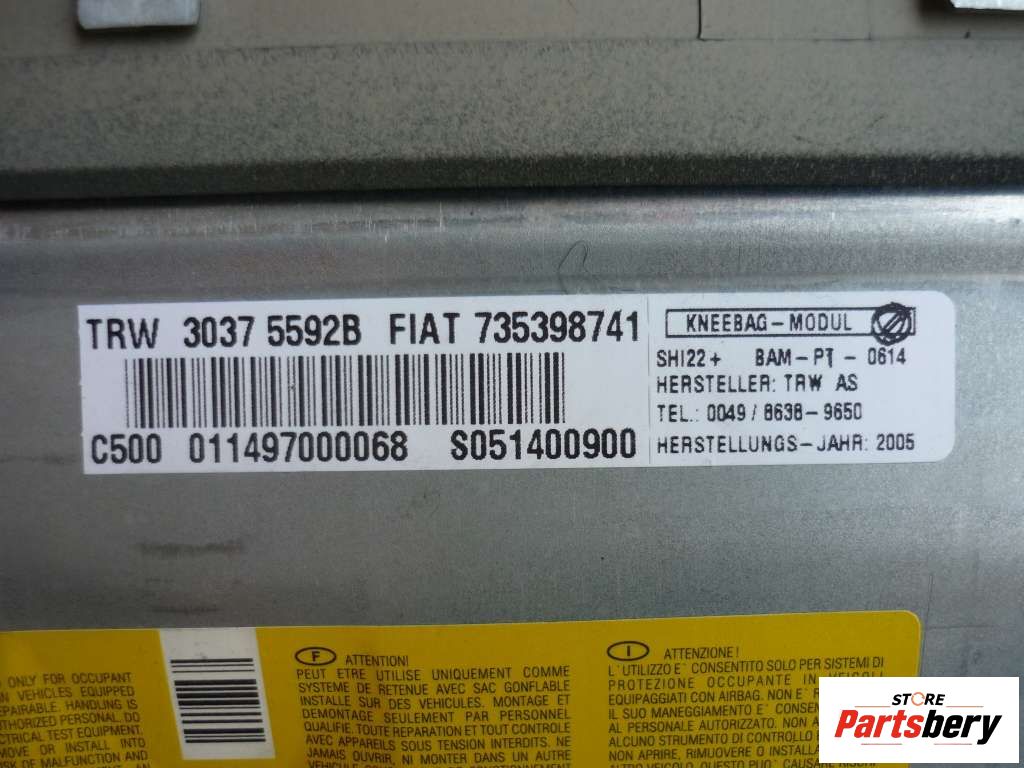 TRW 3037 5592B FIAT 735398741
C500 011497000068 S051400900
KNEEBAG-MODUL
SHI22+ BAM-PT-0614
HERSTELLER: TRW AS
TEL.: 0049/8638-9650
HERSTELLUNGS-JAHR: 2005
ONLY FOR OCCUPANT
IN VEHICLES EQUIPPED
REPAIRABLE. HANDLING IS
PERSONAL. DO
TEST EQUIPMENT.
MOVE OR INSTALL INTO
OF MALFUNCTION AND
F ATTENTION!
PEUT ETRE UTILISE UNIQUEMENT COMME
SYSTEME DE RETENUE AVEC SAC GONFLABLE
INSTALLE SUR DES VEHICULES. MONTAGE ET
DEMONTAGE SEULEMENT PAR PERSONNEL
QUALIFIE. TOUTE REPARATION ET TOUT CONTROLE
AVEC APPAREILS SOUS TENSION INTERDITS. NE
JAMAIS OUVRIR, NI MONTER DANS UN AUTRE
I ATTENZIONE!
L`UTILIZZO E` CONSENTITO SOLO PER SISTEMI DI
PROTEZIONE OCCUPANTE IN VEICOLI
EQUIPAGGIATI CON AIRBAG. NON E`
IL SUO MANEGGIAMENTO E`
AL PERSONALE AUTORIZZATO. NON
ALCUNO STRUMENTO DI CONTROLLO
NON APRIRE, RIMUOVERE O
STORE
Partsbery